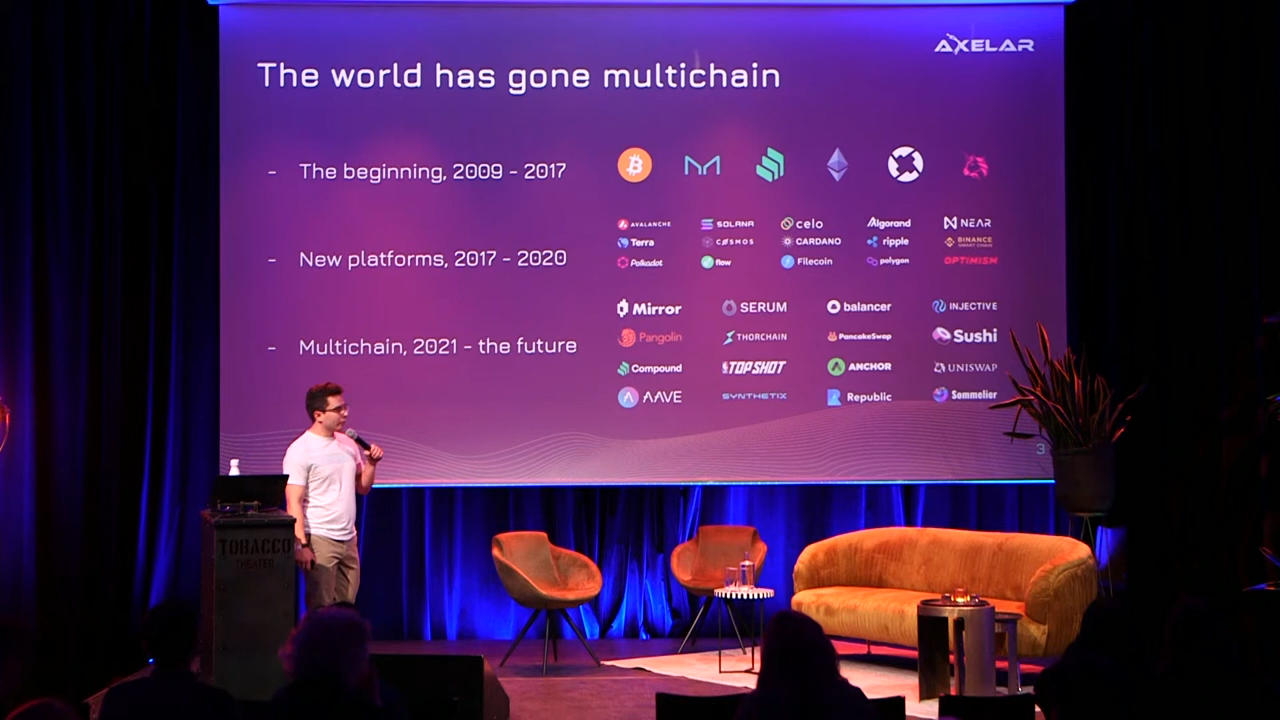 AXELAR
The world has gone multichain
- The beginning, 2009 - 2017
AVALANCHE SOLANA celo Algorand NEAR
Terra COSMOS CARDANO ripple BINANCE SMART CHAIN
- New platforms, 2017 - 2020
Polkadot flow Filecoin polygon OPTIMISM
Mirror SERUM balancer INJECTIVE
Pangolin THORCHAIN PancakeSwap Sushi
- Multichain, 2021 - the future
Compound TOP SHOT ANCHOR UNISWAP
AAVE SYNTHETIX Republic Sommelier
3
TOBACCO
THEATER